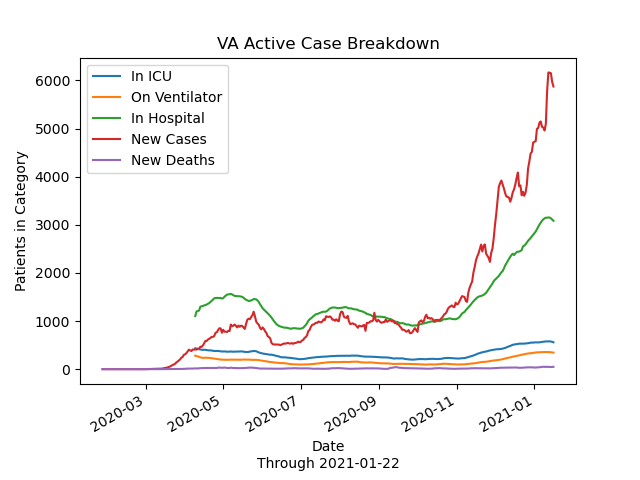 VA Active Case Breakdown
In ICU
On Ventilator
In Hospital
New Cases
New Deaths
Patients in Category
6000
5000
4000
3000
2000
1000
0
2020-03
2020-05
2020-07
2020-09
2020-11
2021-01
Date
Through 2021-01-22